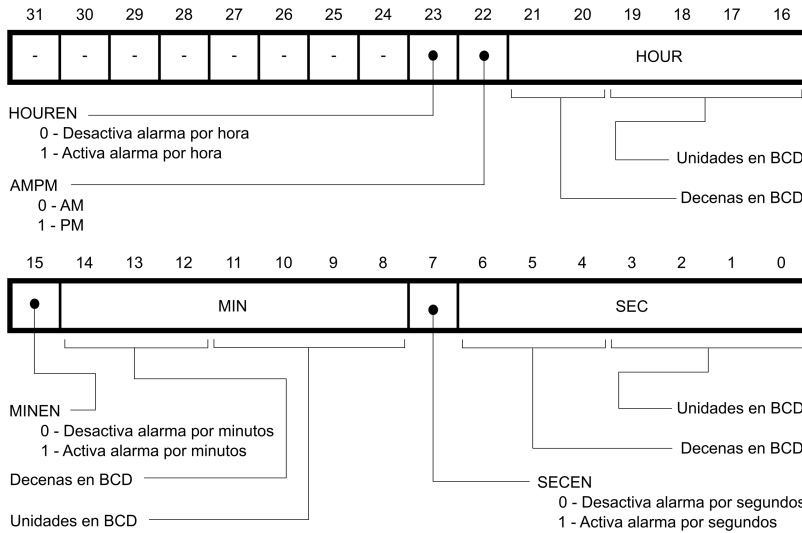 31 30 29 28 27 26 25 24 23 22 21 20 19 18 17 16
- - - - - - - - HOUR
HOUREN
0 - Desactiva alarma por hora
1 - Activa alarma por hora
Unidades en BCD
AMPM
Decenas en BCD
0 - AM
1 - PM
15 14 13 12 11 10 9 8 7 6 5 4 3 2 1 0
MIN SEC
MINEN
Unidades en BCD
0 - Desactiva alarma por minutos
1 - Activa alarma por minutos
Decenas en BCD
Decenas en BCD
SECEN
0 - Desactiva alarma por segundos
Unidades en BCD
1 - Activa alarma por segundos